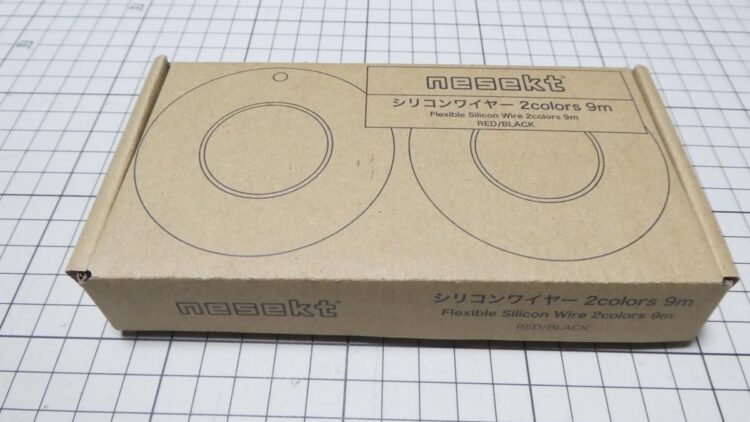 nesekt®
シリコンワイヤー 2colors 9m
Flexible Silicon Wire 2colors 9m
RED/BLACK
nesekt®
シリコンワイヤー 2colors 9m
Flexible Silicon Wire 2colors 9m
RED/BLACK